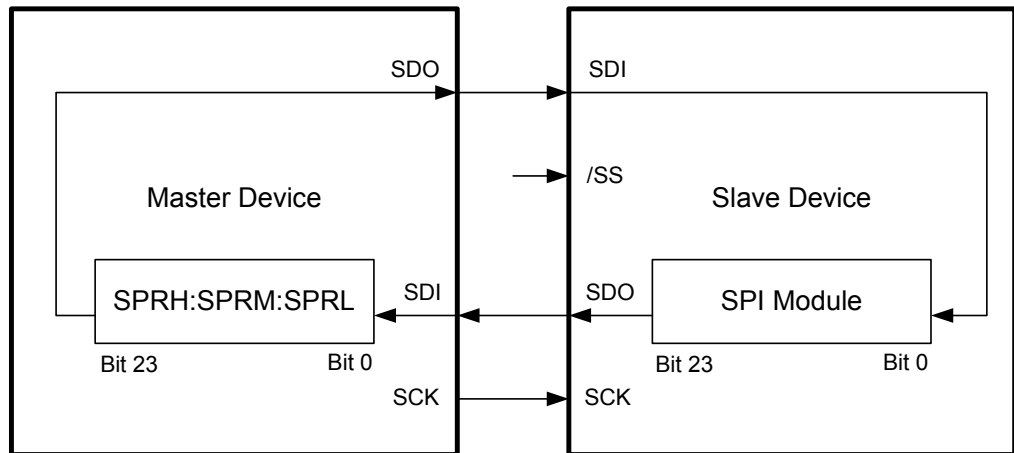 SDO
SDI
/SS
Master Device
Slave Device
SPRH:SPRM:SPRL
SDI
SDO
SPI Module
Bit 23
Bit 0
Bit 23
Bit 0
SCK
SCK